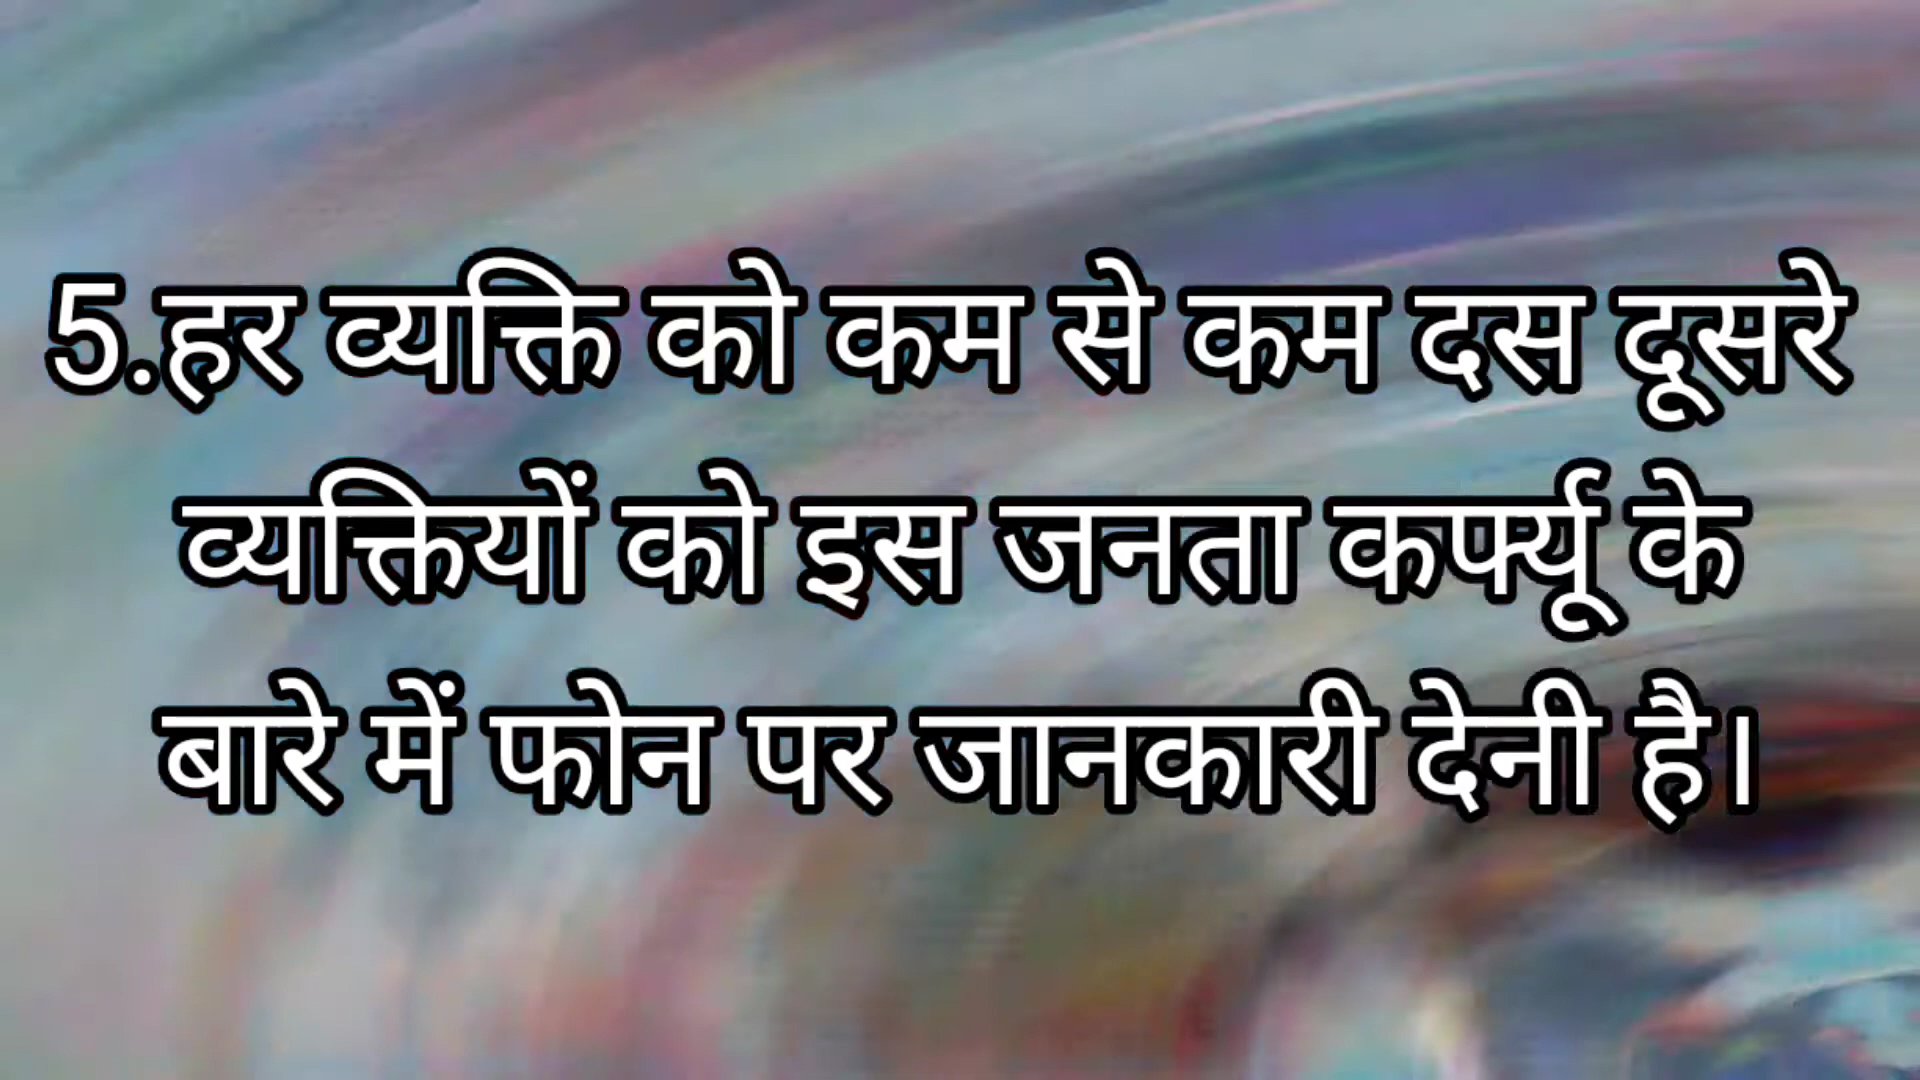 5.हर व्यक्ति को कम से कम दस दूसरे
व्यक्तियों को इस जनता कर्फ्यू के
बारे में फोन पर जानकारी देनी है।